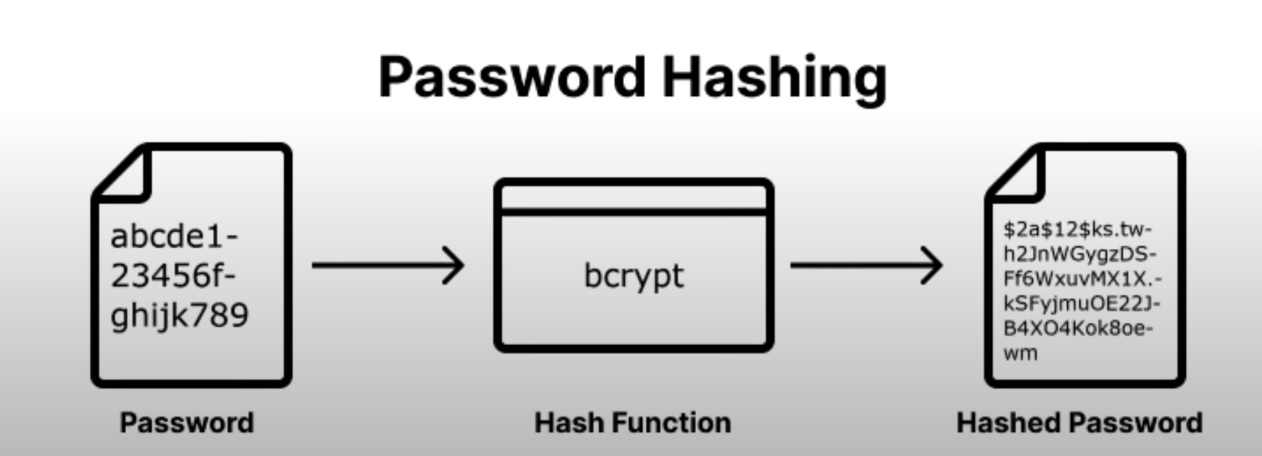 Password Hashing
abcde1-
23456f-
ghijk789
bcrypt
$2a$12$ks.tw-
h2JnWGygzDS-
Ff6WxuvMX1X.-
kSFyjmuOE22J-
B4XO4Kok8oe-
wm
Password
Hash Function
Hashed Password